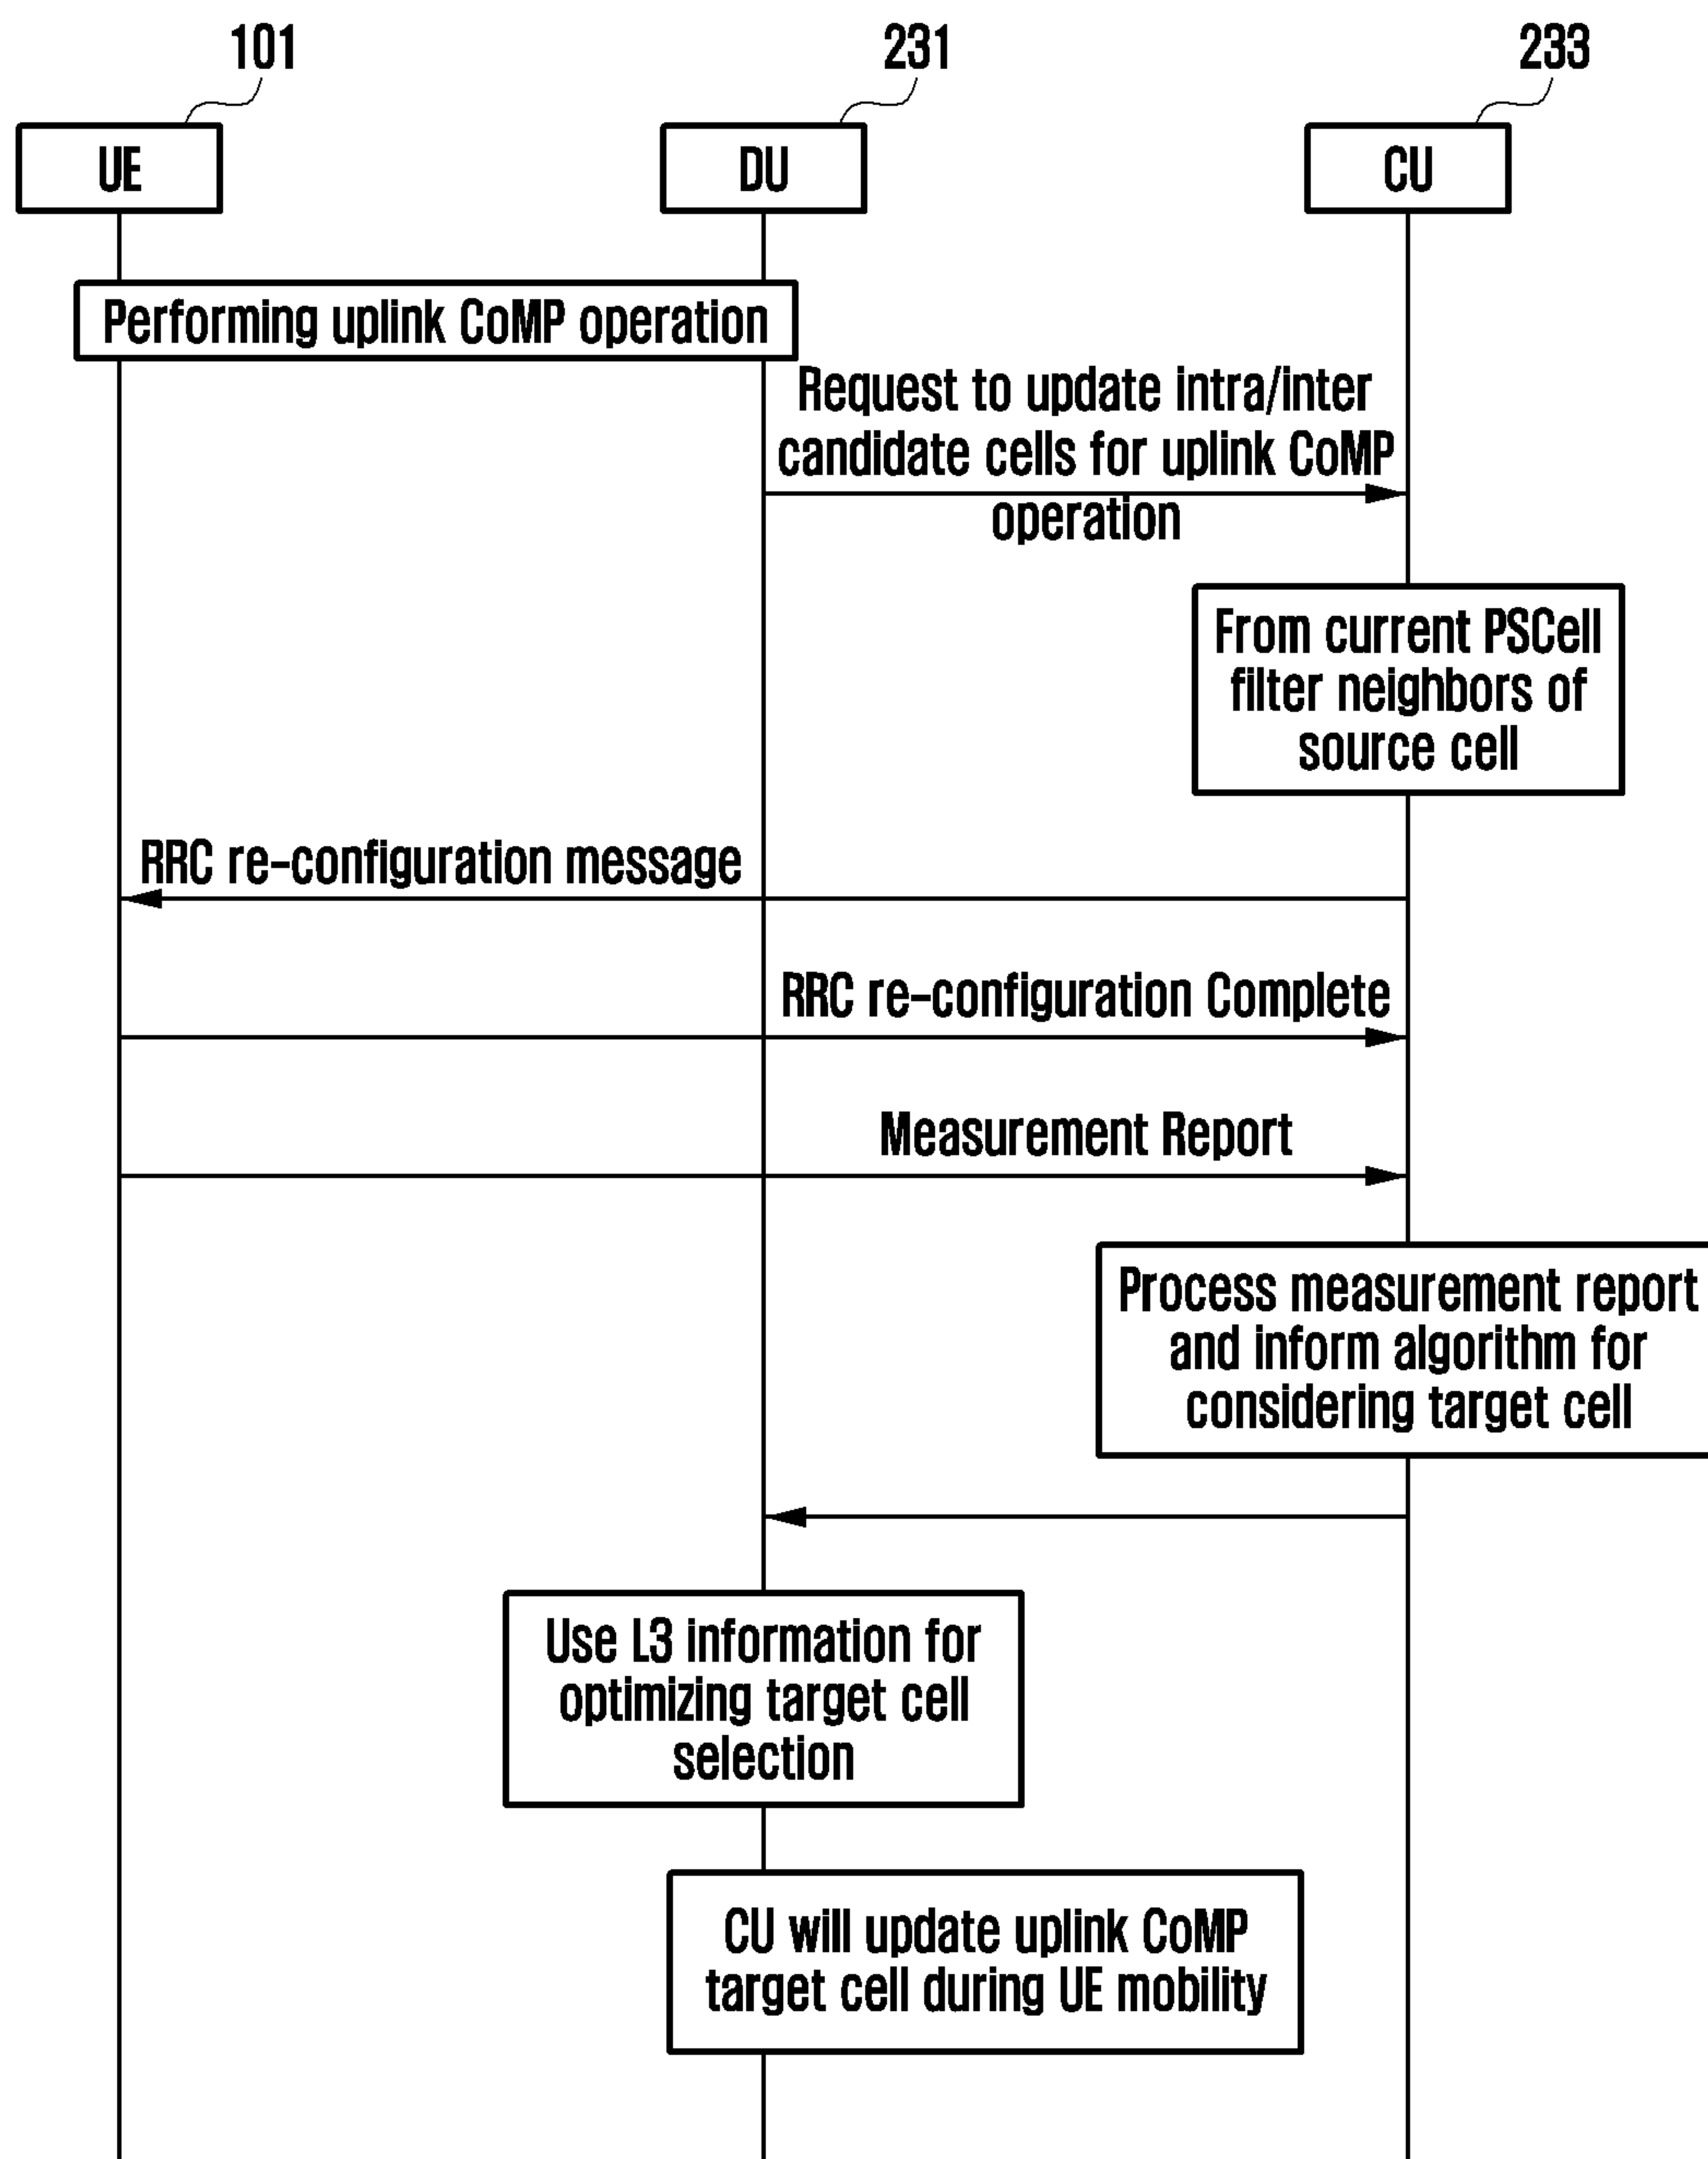 101
231
233
UE
DU
CU
Performing uplink CoMP operation
Request to update intra/inter
candidate cells for uplink CoMP
operation
From current PSCell
filter neighbors of
source cell
RRC re-configuration message
RRC re-configuration Complete
Measurement Report
Process measurement report
and inform algorithm for
considering target cell
Use L3 information for
optimizing target cell
selection
CU will update uplink CoMP
target cell during UE mobility